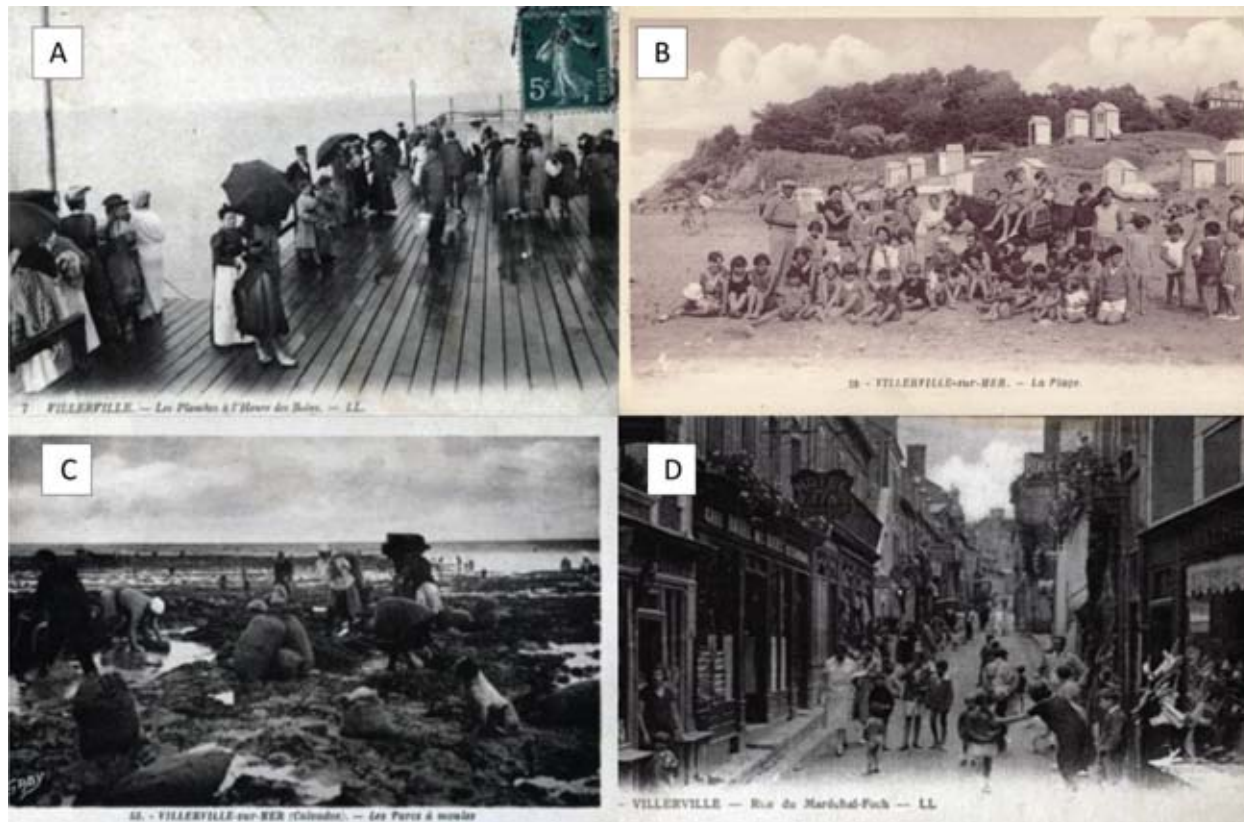 A
5c
7 VILLERVILLE. — Les Planches à l'Heure des Bains. — LL.
B
VILLERVILLE-sur-MER. — La Plage.
C
VILLERVILLE-sur-MER (Calvados). — Les Parcs à moules
D
- VILLERVILLE — Rue du Maréchal-Foch — LL